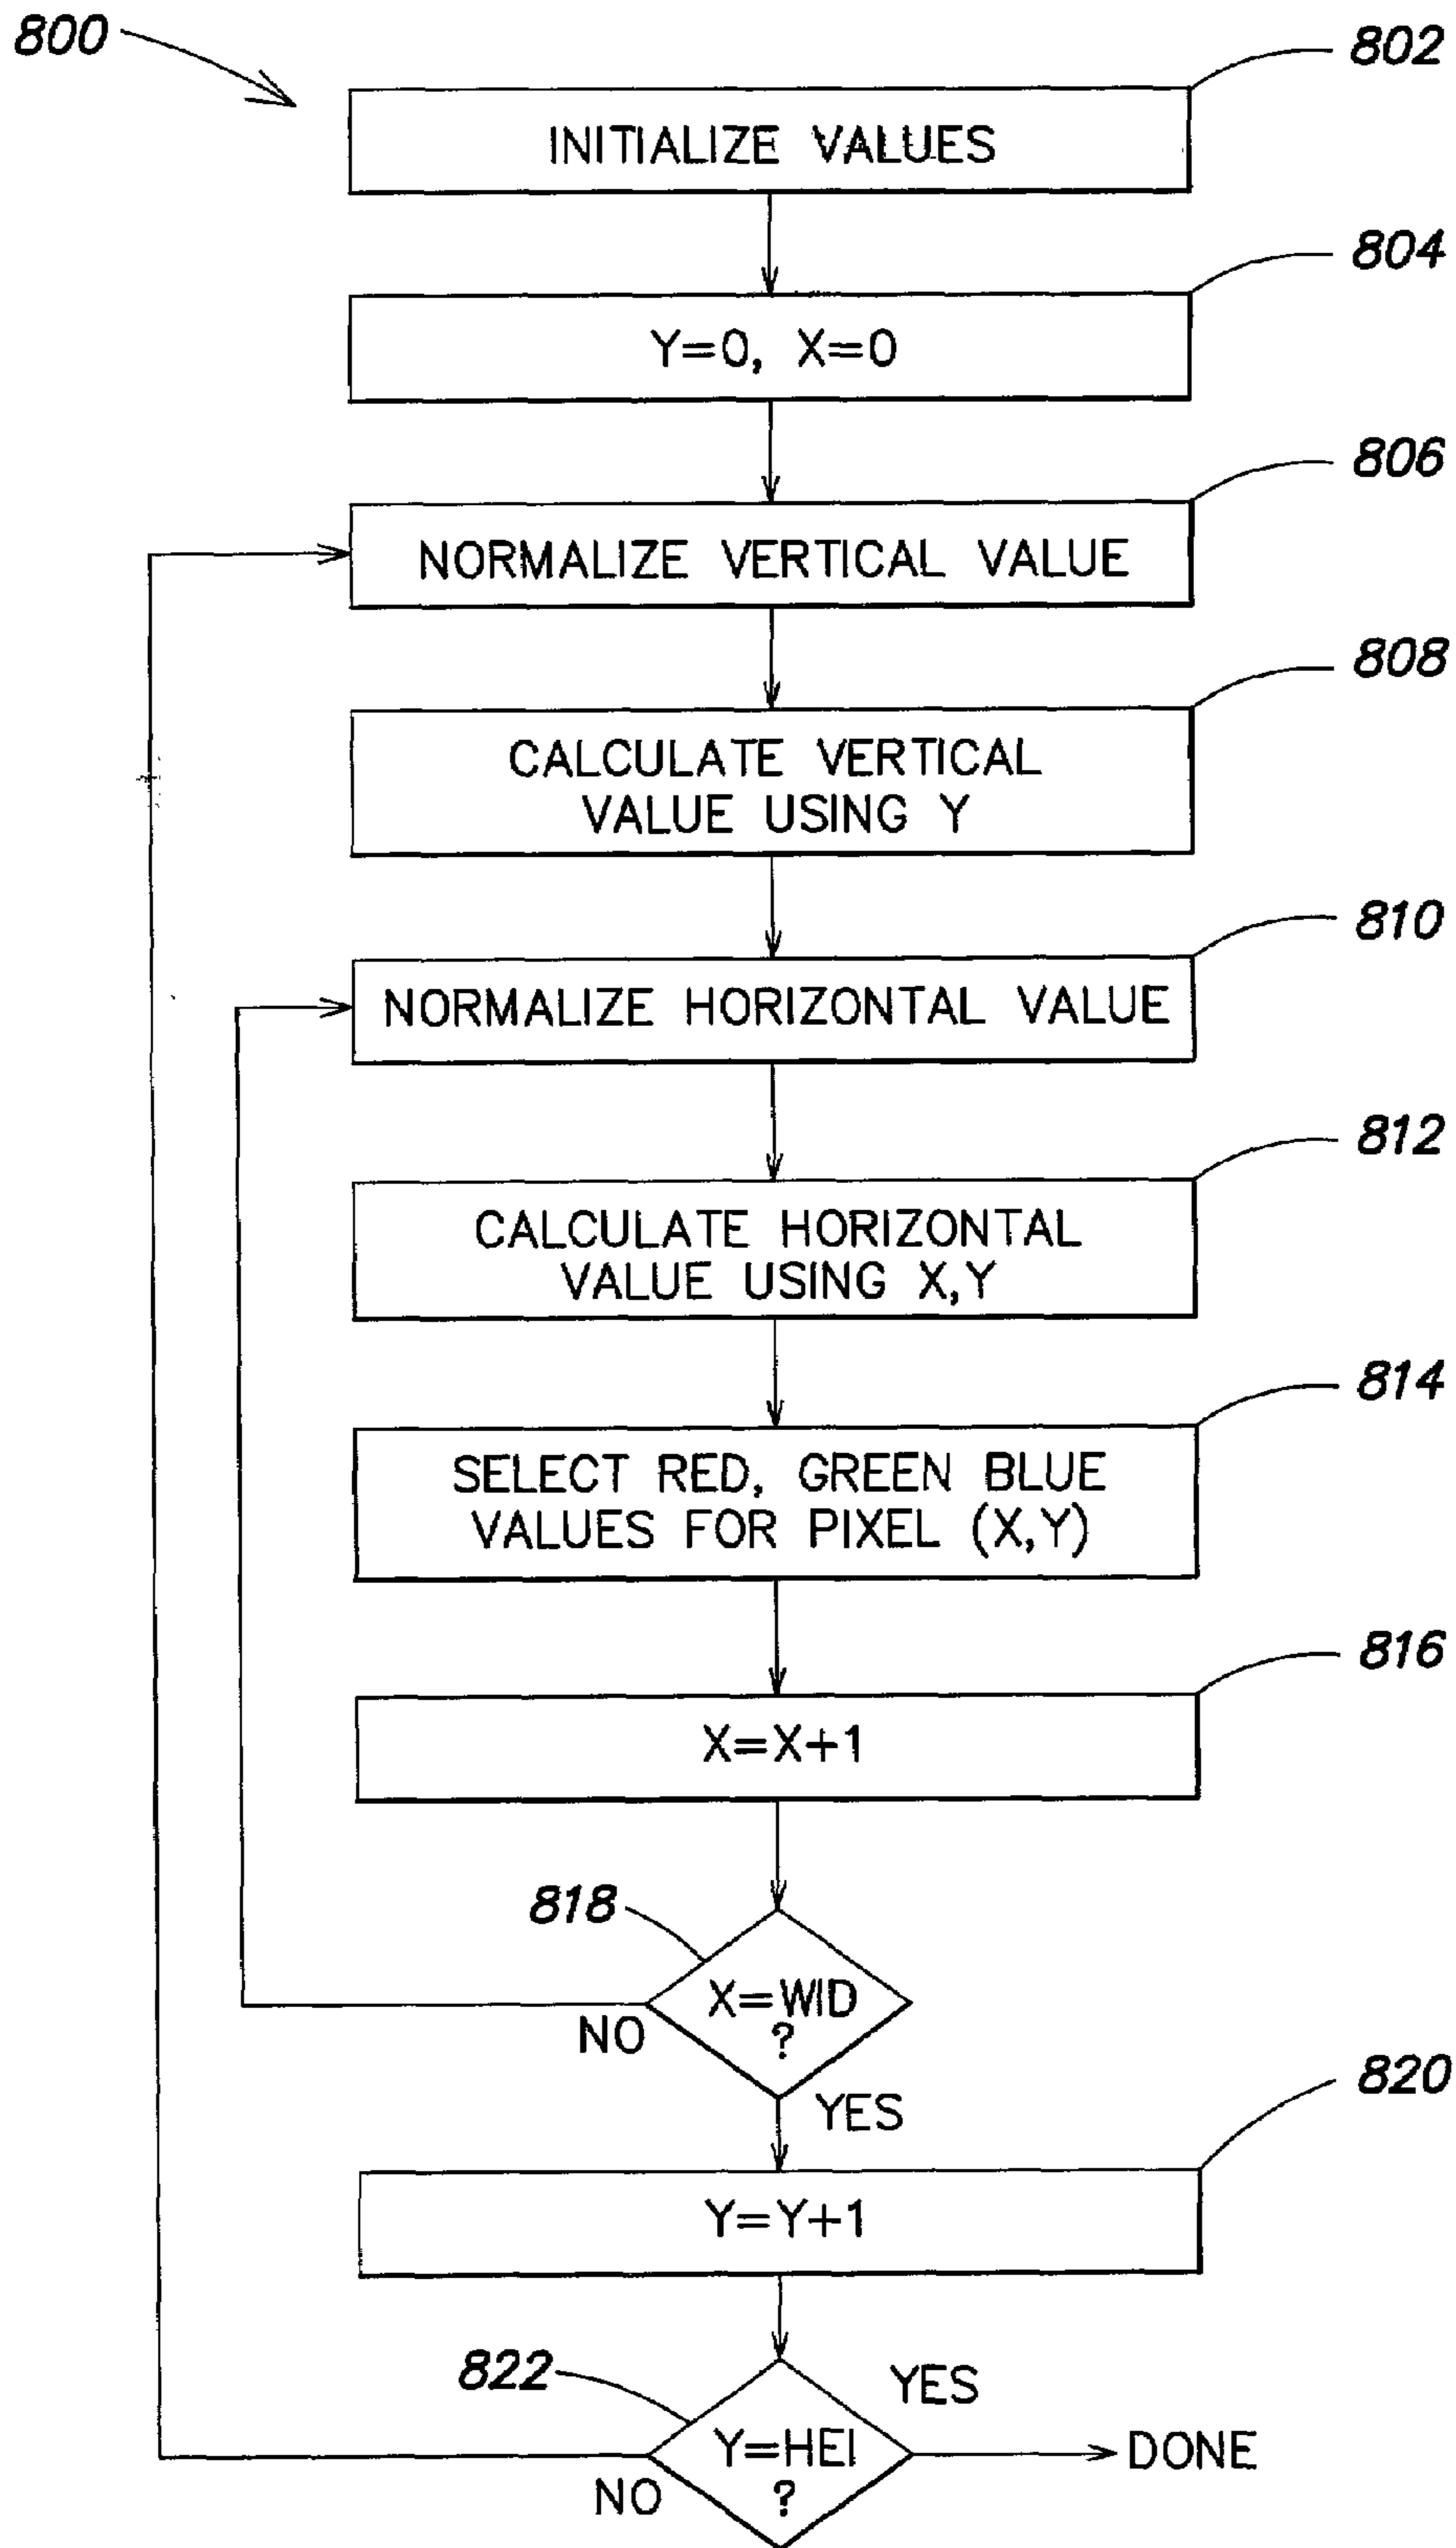 800
802
INITIALIZE VALUES
804
Y=0, X=0
806
NORMALIZE VERTICAL VALUE
808
CALCULATE VERTICAL
VALUE USING Y
810
NORMALIZE HORIZONTAL VALUE
812
CALCULATE HORIZONTAL
VALUE USING X,Y
814
SELECT RED, GREEN BLUE
VALUES FOR PIXEL (X,Y)
816
X=X+1
818
X=WID
?
NO
YES
820
Y=Y+1
822
YES
Y=HEI
?
DONE
NO